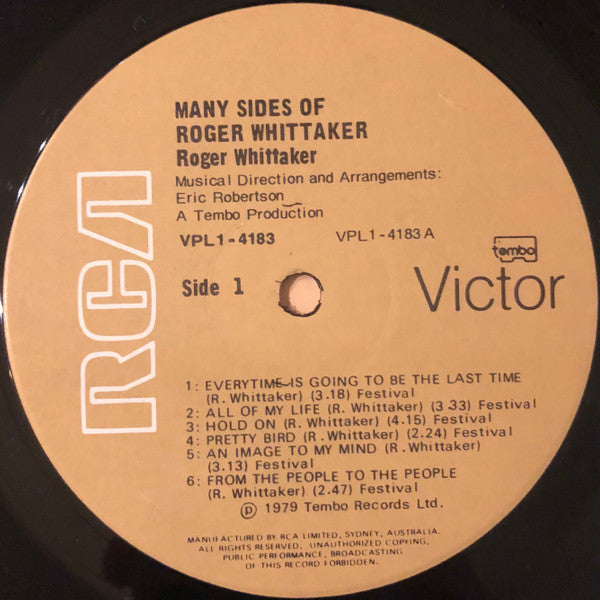 MANY SIDES OF
ROGER WHITTAKER
Roger Whittaker
Musical Direction and Arrangements:
Eric Robertson
A Tembo Production
VPL1-4183 VPL1-4183 A
tembo
Side 1
Victor
RCA
1: EVERYTIME IS GOING TO BE THE LAST TIME
(R. Whittaker) (3.18) Festival
2: ALL OF MY LIFE (R. Whittaker) (3.33) Festival
3: HOLD ON (R. Whittaker) (4.15) Festival
4: PRETTY BIRD (R. Whittaker) (2.24) Festival
5: AN IMAGE TO MY MIND (R. Whittaker)
(3.13) Festival
6: FROM THE PEOPLE TO THE PEOPLE
(R. Whittaker) (2.47) Festival
℗ 1979 Tembo Records Ltd.
MANUFACTURED BY RCA LIMITED, SYDNEY, AUSTRALIA.
ALL RIGHTS RESERVED. UNAUTHORIZED COPYING,
PUBLIC PERFORMANCE, BROADCASTING
OF THIS RECORD FORBIDDEN.